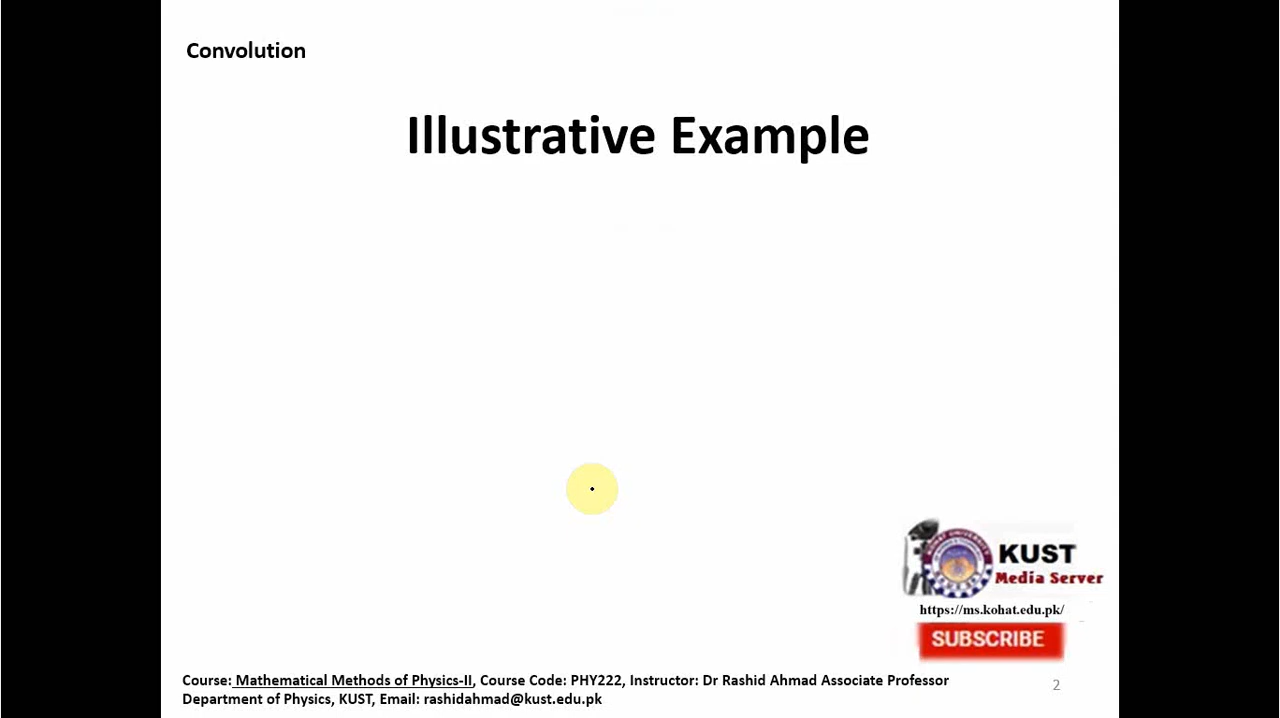 Convolution
Illustrative Example
KUST
Media Server
https://ms.kohat.edu.pk/
SUBSCRIBE
Course: Mathematical Methods of Physics-II, Course Code: PHY222, Instructor: Dr Rashid Ahmad Associate Professor
Department of Physics, KUST, Email: rashidahmad@kust.edu.pk
2